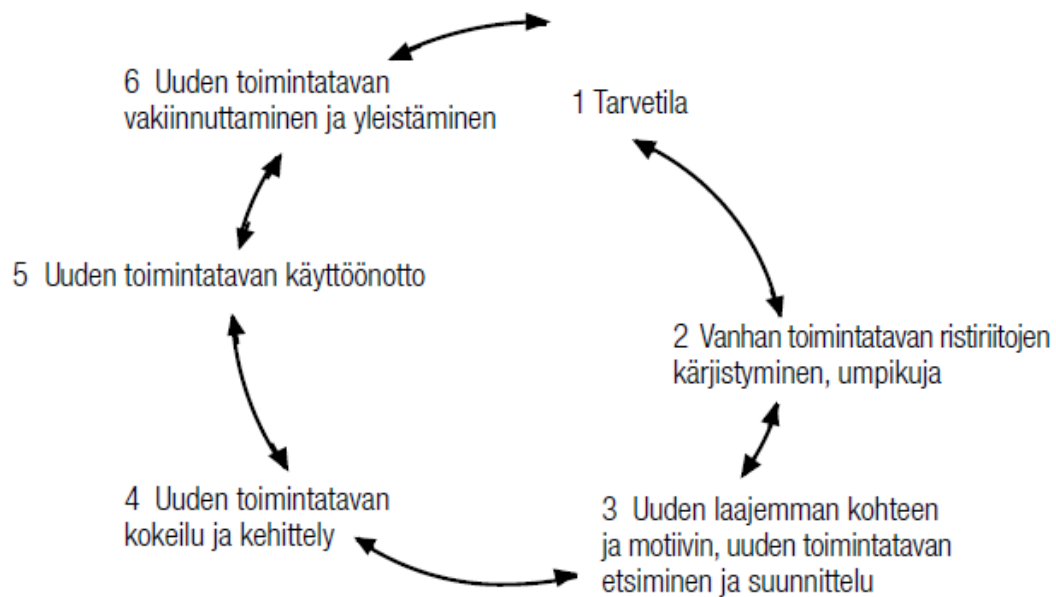 1 Tarvetila
2 Vanhan toimintatavan ristiriitojen
kärjistyminen, umpikuja
3 Uuden laajemman kohteen
ja motiivin, uuden toimintatavan
etsiminen ja suunnittelu
4 Uuden toimintatavan
kokeilu ja kehittely
5 Uuden toimintatavan käyttöönotto
6 Uuden toimintatavan
vakiinnuttaminen ja yleistäminen